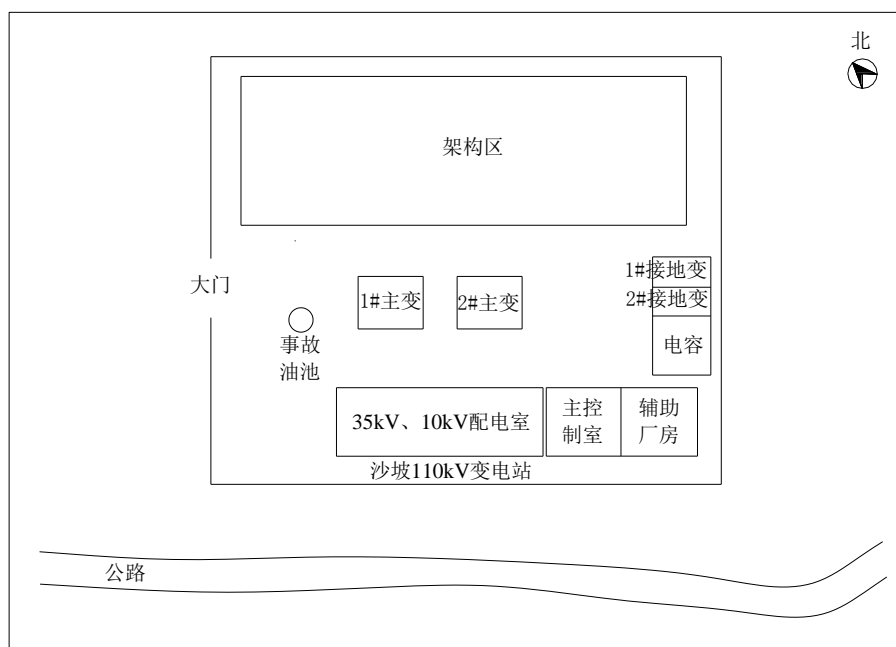 北
架构区
大门
1#接地变
2#接地变
1#主变
2#主变
电容
事故
油池
35kV、10kV配电室
主控
制室
辅助
厂房
沙坡110kV变电站
公路